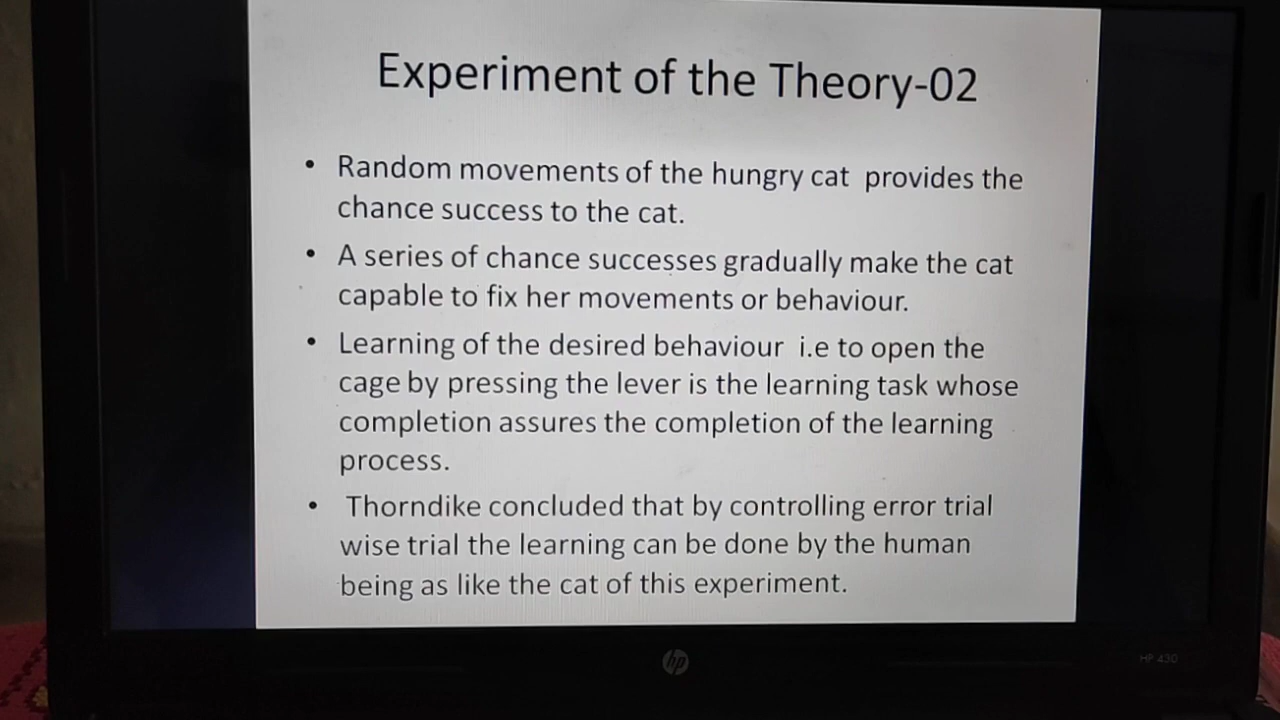 Experiment of the Theory-02
• Random movements of the hungry cat provides the
chance success to the cat.
• A series of chance successes gradually make the cat
capable to fix her movements or behaviour.
• Learning of the desired behaviour i.e to open the
cage by pressing the lever is the learning task whose
completion assures the completion of the learning
process.
• Thorndike concluded that by controlling error trial
wise trial the learning can be done by the human
being as like the cat of this experiment.
hp
HP 430